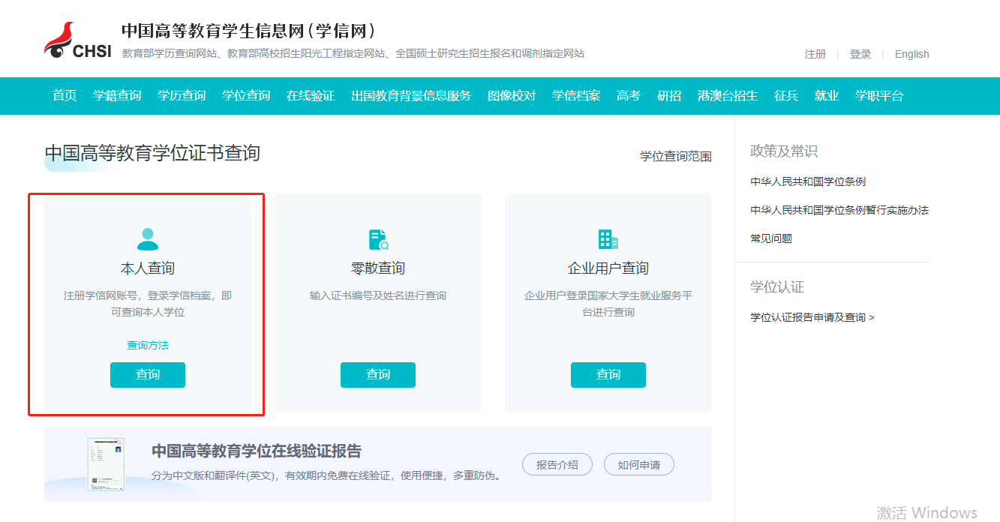 CHSI
中国高等教育学生信息网(学信网)
教育部学历查询网站、教育部高校招生阳光工程指定网站、全国硕士研究生招生报名和调剂指定网站
注册 | 登录 | English
首页 学籍查询 学历查询 学位查询 在线验证 出国教育背景信息服务 图像校对 学信档案 高考 研招 港澳台招生 征兵 就业 学职平台
中国高等教育学位证书查询
学位查询范围
本人查询
注册学信网账号，登录学信档案，即
可查询本人学位
查询方法
查询
零散查询
输入证书编号及姓名进行查询
查询
企业用户查询
企业用户登录国家大学生就业服务平
台进行查询
查询
中国高等教育学位在线验证报告
分为中文版和翻译件(英文)，有效期内免费在线验证，使用便捷，多重防伪。
报告介绍
如何申请
政策及常识
中华人民共和国学位条例
中华人民共和国学位条例暂行实施办法
常见问题
学位认证
学位认证报告申请及查询 >
激活 Windows